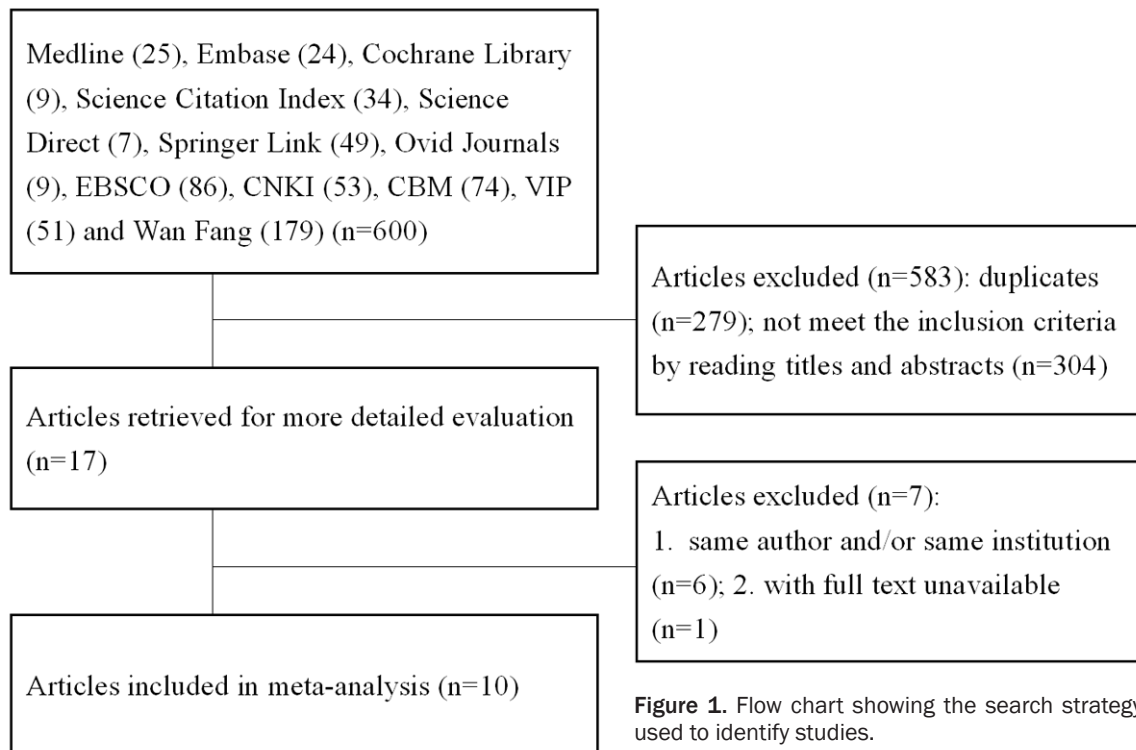 Medline (25), Embase (24), Cochrane Library
(9), Science Citation Index (34), Science
Direct (7), Springer Link (49), Ovid Journals
(9), EBSCO (86), CNKI (53), CBM (74), VIP
(51) and Wan Fang (179) (n=600)
Articles excluded (n=583): duplicates
(n=279); not meet the inclusion criteria
by reading titles and abstracts (n=304)
Articles retrieved for more detailed evaluation
(n=17)
Articles excluded (n=7):
1. same author and/or same institution
(n=6); 2. with full text unavailable
(n=1)
Articles included in meta-analysis (n=10)
Figure 1. Flow chart showing the search strategy
used to identify studies.